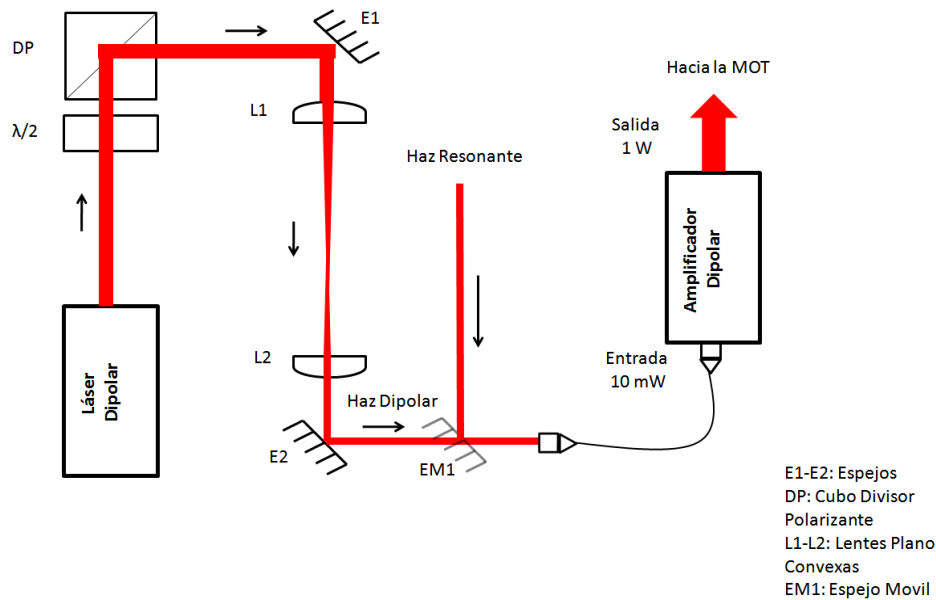 E1
DP
L1
λ/2
Haz Resonante
Hacia la MOT
Salida
1 W
Amplificador
Dipolar
Láser
Dipolar
L2
Haz Dipolar
E2
EM1
Entrada
10 mW
E1-E2: Espejos
DP: Cubo Divisor
Polarizante
L1-L2: Lentes Plano
Convexas
EM1: Espejo Movil